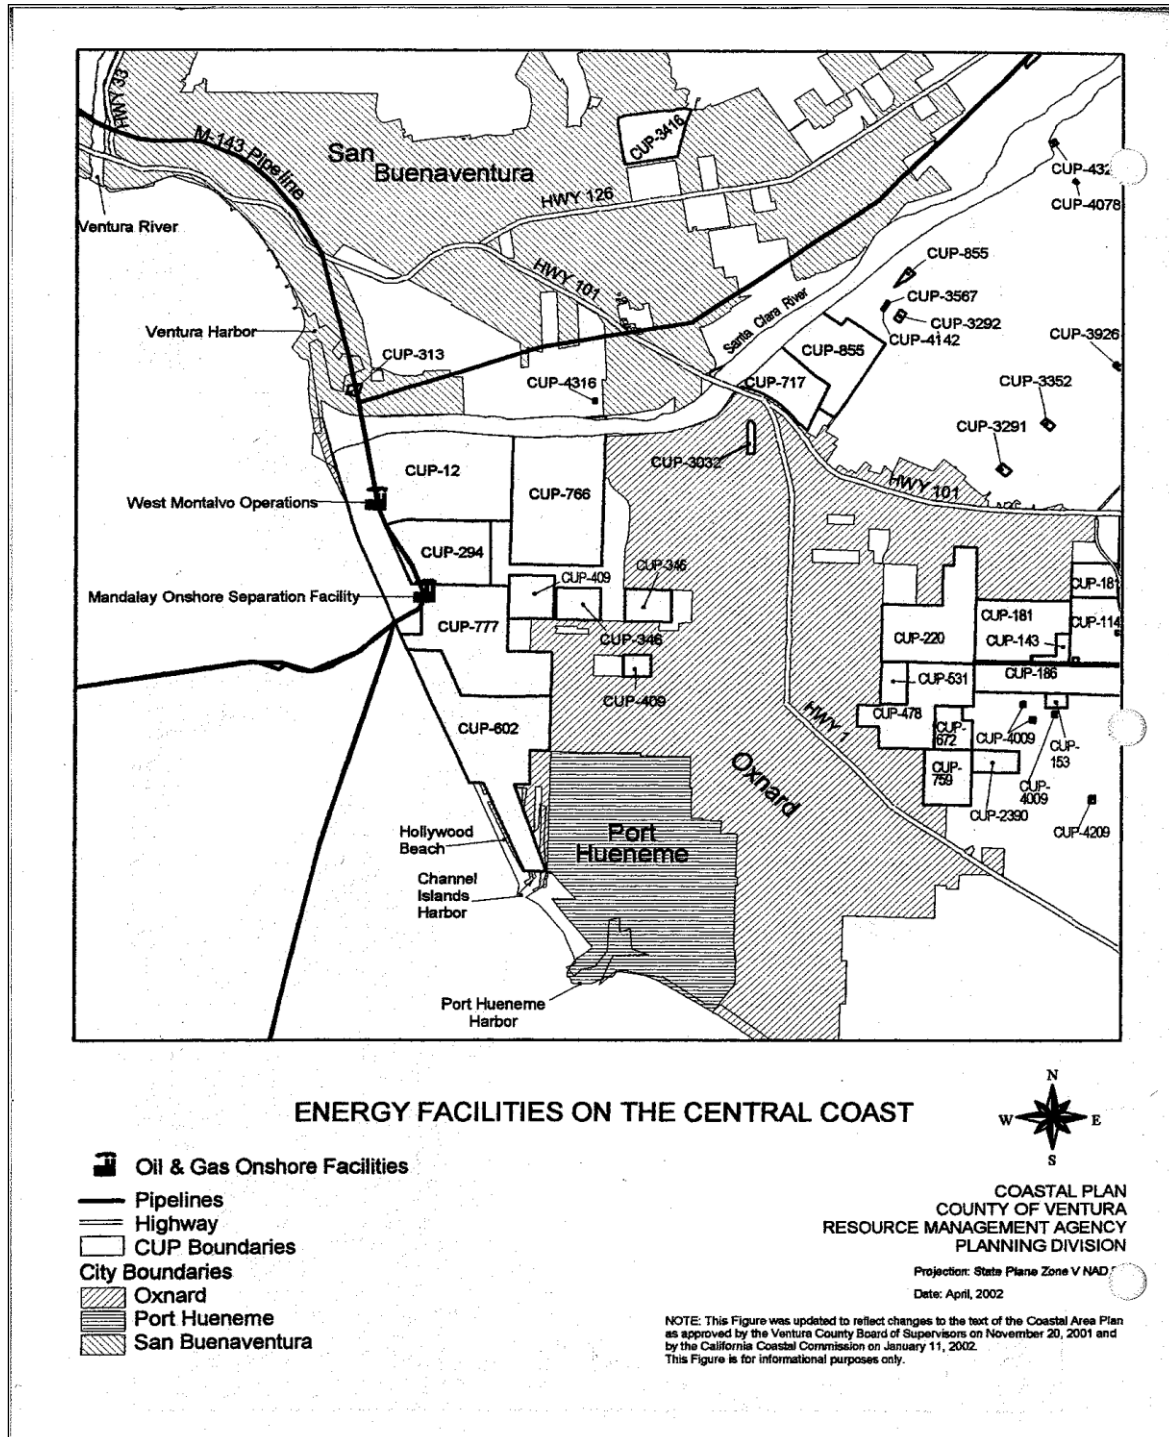 HWY 33
M-143 Pipeline
San
Buenaventura
CUP-3416
HWY 126
CUP-432
CUP-4078
Ventura River
HWY 101
CUP-855
CUP-3567
CUP-3292
CUP-4142
Santa Clara River
Ventura Harbor
CUP-313
CUP-855
CUP-3926
CUP-717
CUP-4316
CUP-3352
CUP-3291
CUP-3032
CUP-12
CUP-766
HWY 101
West Montalvo Operations
CUP-294
CUP-409
CUP-346
CUP-181
Mandalay Onshore Separation Facility
CUP-777
CUP-346
CUP-181
CUP-114
CUP-220
CUP-143
CUP-409
CUP-531
CUP-186
CUP-602
HWY 1
CUP-478
CUP-
672
CUP-4009
CUP-
153
Oxnard
CUP-
759
CUP-
4009
CUP-2390
CUP-4209
Hollywood
Beach
Port
Hueneme
Channel
Islands
Harbor
Port Hueneme
Harbor
ENERGY FACILITIES ON THE CENTRAL COAST
N
W
E
S
Oil & Gas Onshore Facilities
Pipelines
Highway
CUP Boundaries
City Boundaries
Oxnard
Port Hueneme
San Buenaventura
COASTAL PLAN
COUNTY OF VENTURA
RESOURCE MANAGEMENT AGENCY
PLANNING DIVISION
Projection: State Plane Zone V NAD
Date: April, 2002
NOTE: This Figure was updated to reflect changes to the text of the Coastal Area Plan
as approved by the Ventura County Board of Supervisors on November 20, 2001 and
by the California Coastal Commission on January 11, 2002.
This Figure is for informational purposes only.